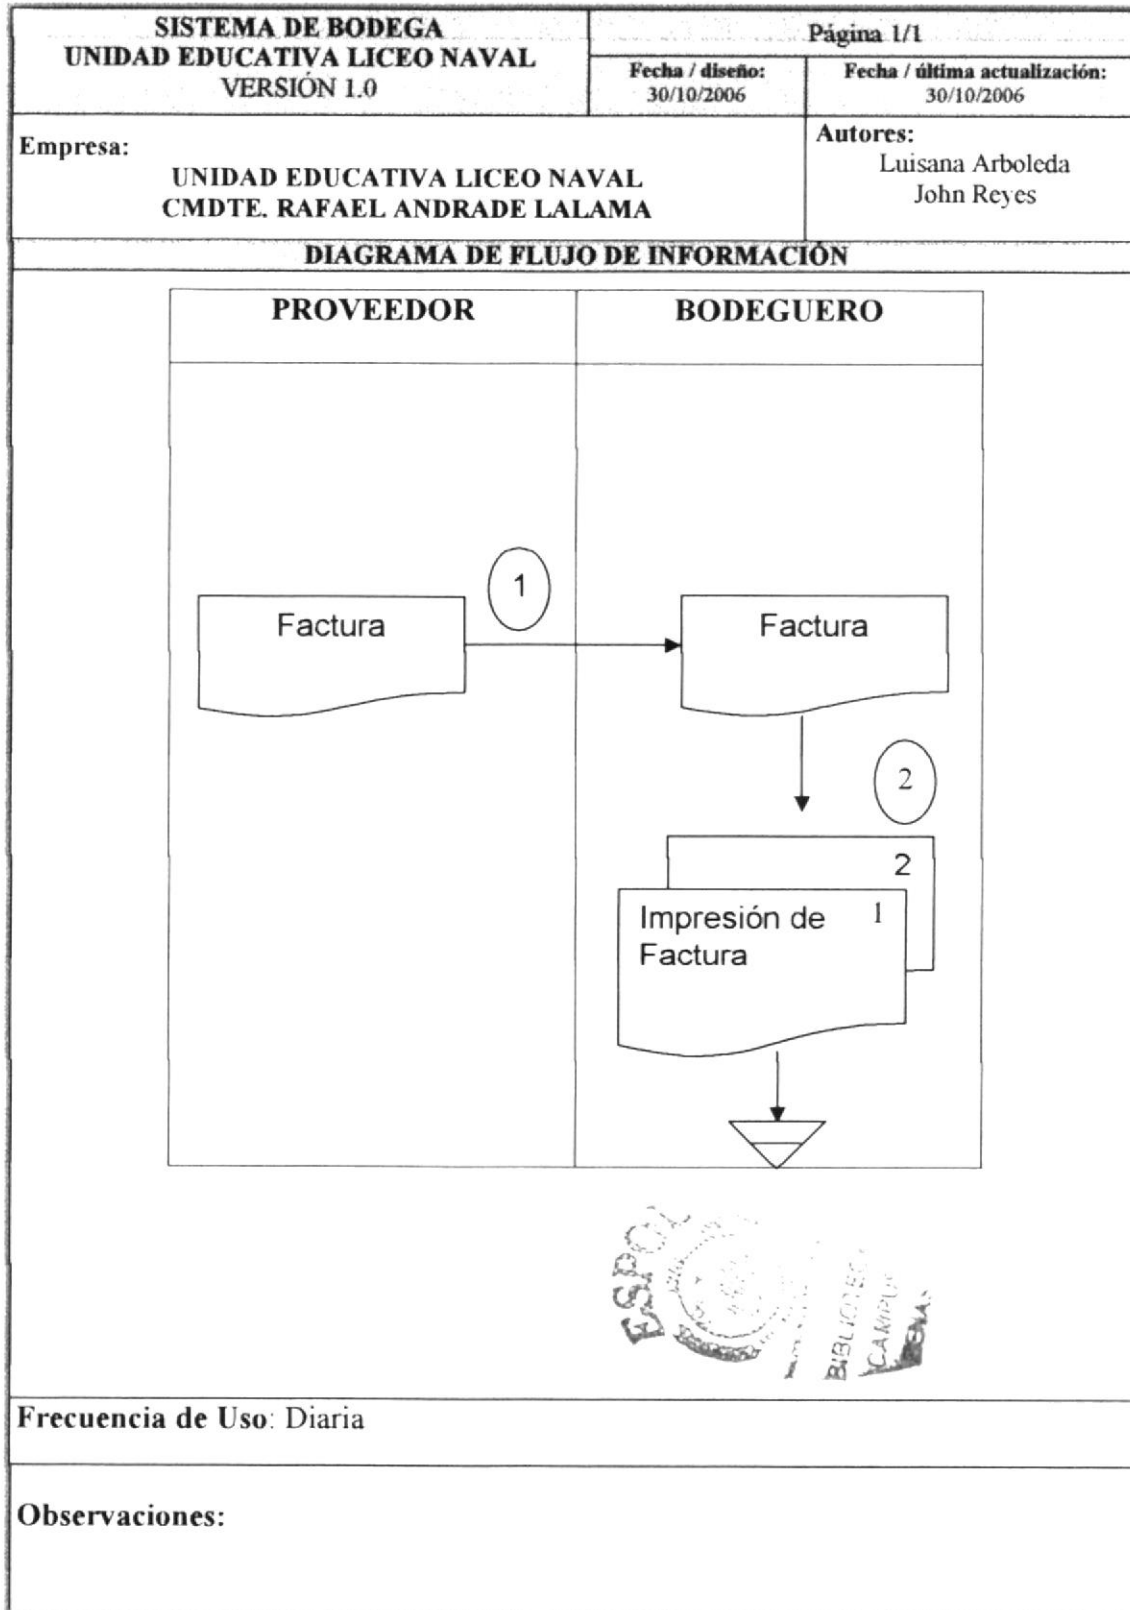 SISTEMA DE BODEGA
UNIDAD EDUCATIVA LICEO NAVAL
VERSIÓN 1.0
Página 1/1
Fecha / diseño:
30/10/2006
Fecha / última actualización:
30/10/2006
Empresa:
UNIDAD EDUCATIVA LICEO NAVAL
CMDTE. RAFAEL ANDRADE LALAMA
Autores:
Luisana Arboleda
John Reyes
DIAGRAMA DE FLUJO DE INFORMACIÓN
PROVEEDOR
BODEGUERO
1
Factura
Factura
2
2
Impresión de 1
Factura
ESPOL
BIBLIOTEC
CAMPU
Frecuencia de Uso: Diaria
Observaciones: